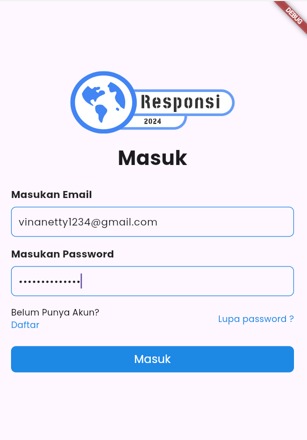 DEBUG
Responsi
2024
Masuk
Masukan Email
vinanetty1234@gmail.com
Masukan Password
••••••••••••••
Belum Punya Akun?
Daftar
Lupa password ?
Masuk